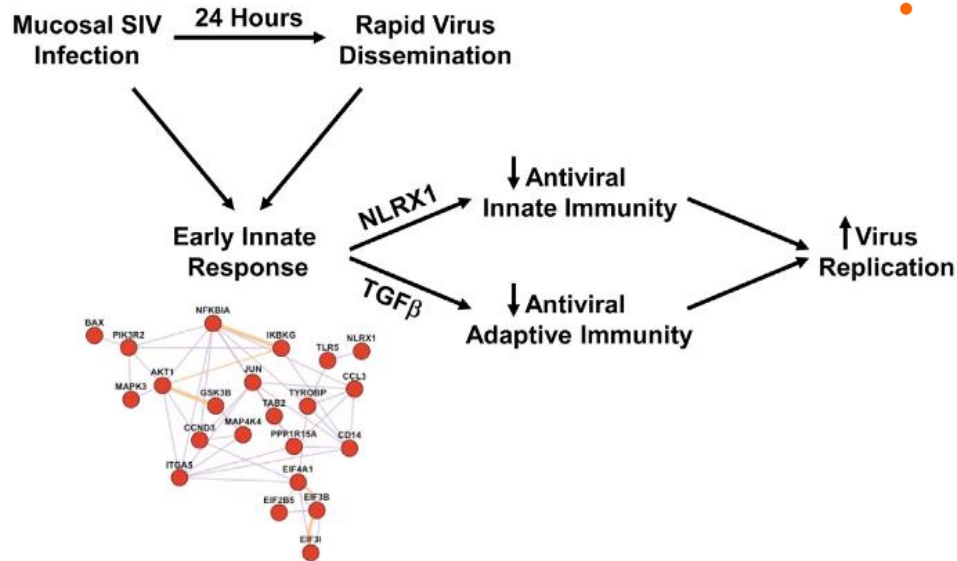 Mucosal SIV
Infection
24 Hours
Rapid Virus
Dissemination
Early Innate
Response
NLRX1
TGFβ
↓ Antiviral
Innate Immunity
↓ Antiviral
Adaptive Immunity
↑ Virus
Replication
NFKBIA
BAX
PIK3R2
IKBKG
TLR5
NLRX1
MAPK3
AKT1
JUN
CCL3
GSK3B
TYROBP
TAB2
CCND3
MAP4K4
PPP1R15A
CD14
ITGA5
EIF4A1
EIF2B5
EIF3B
EIF3I